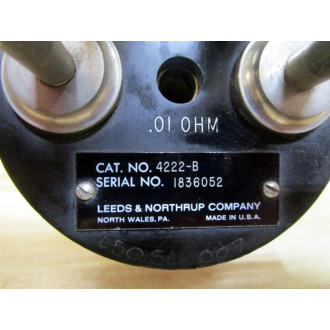 .01 OHM
CAT. NO. 4222-B
SERIAL NO. 1836052
LEEDS & NORTHRUP COMPANY
NORTH WALES, PA. MADE IN U.S.A.